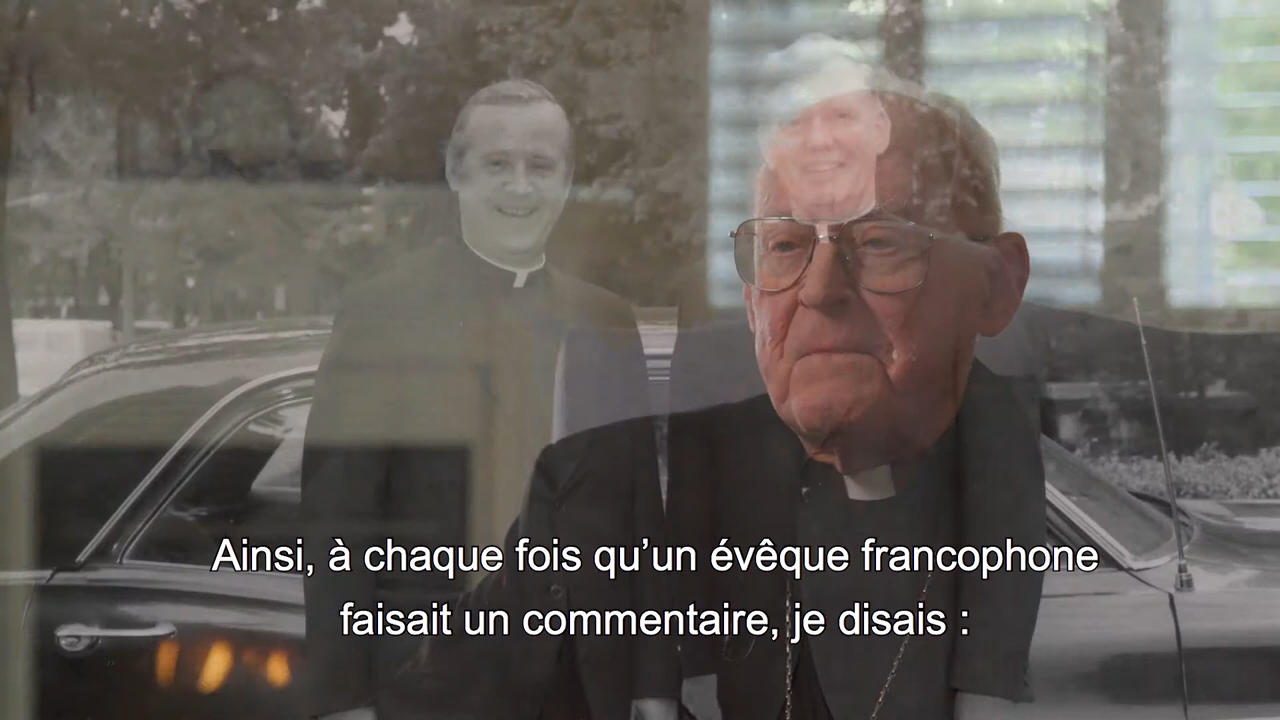 Ainsi, à chaque fois qu’un évêque francophone
faisait un commentaire, je disais :